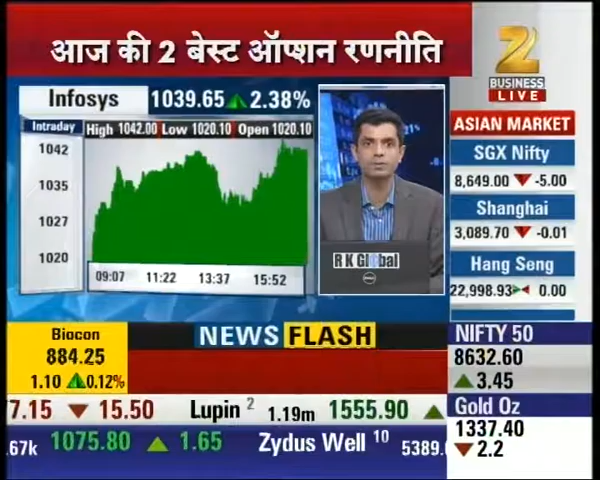 आज की 2 बेस्ट ऑप्शन रणनीति
Z
BUSINESS
LIVE
Infosys 1039.65 2.38%
Intraday High 1042.00 Low 1020.10 Open 1020.10
1042
1035
1027
1020
09:07 11:22 13:37 15:52
R K Global
ASIAN MARKET
SGX Nifty
8,649.00 -5.00
Shanghai
3,089.70 -0.01
Hang Seng
22,998.93 0.00
Biocon
884.25
1.10 0.12%
NEWS FLASH
NIFTY 50
8632.60
3.45
7.15 15.50 Lupin 2 1.19m 1555.90
Gold Oz
1337.40
2.2
.67k 1075.80 1.65 Zydus Well 10 5389.